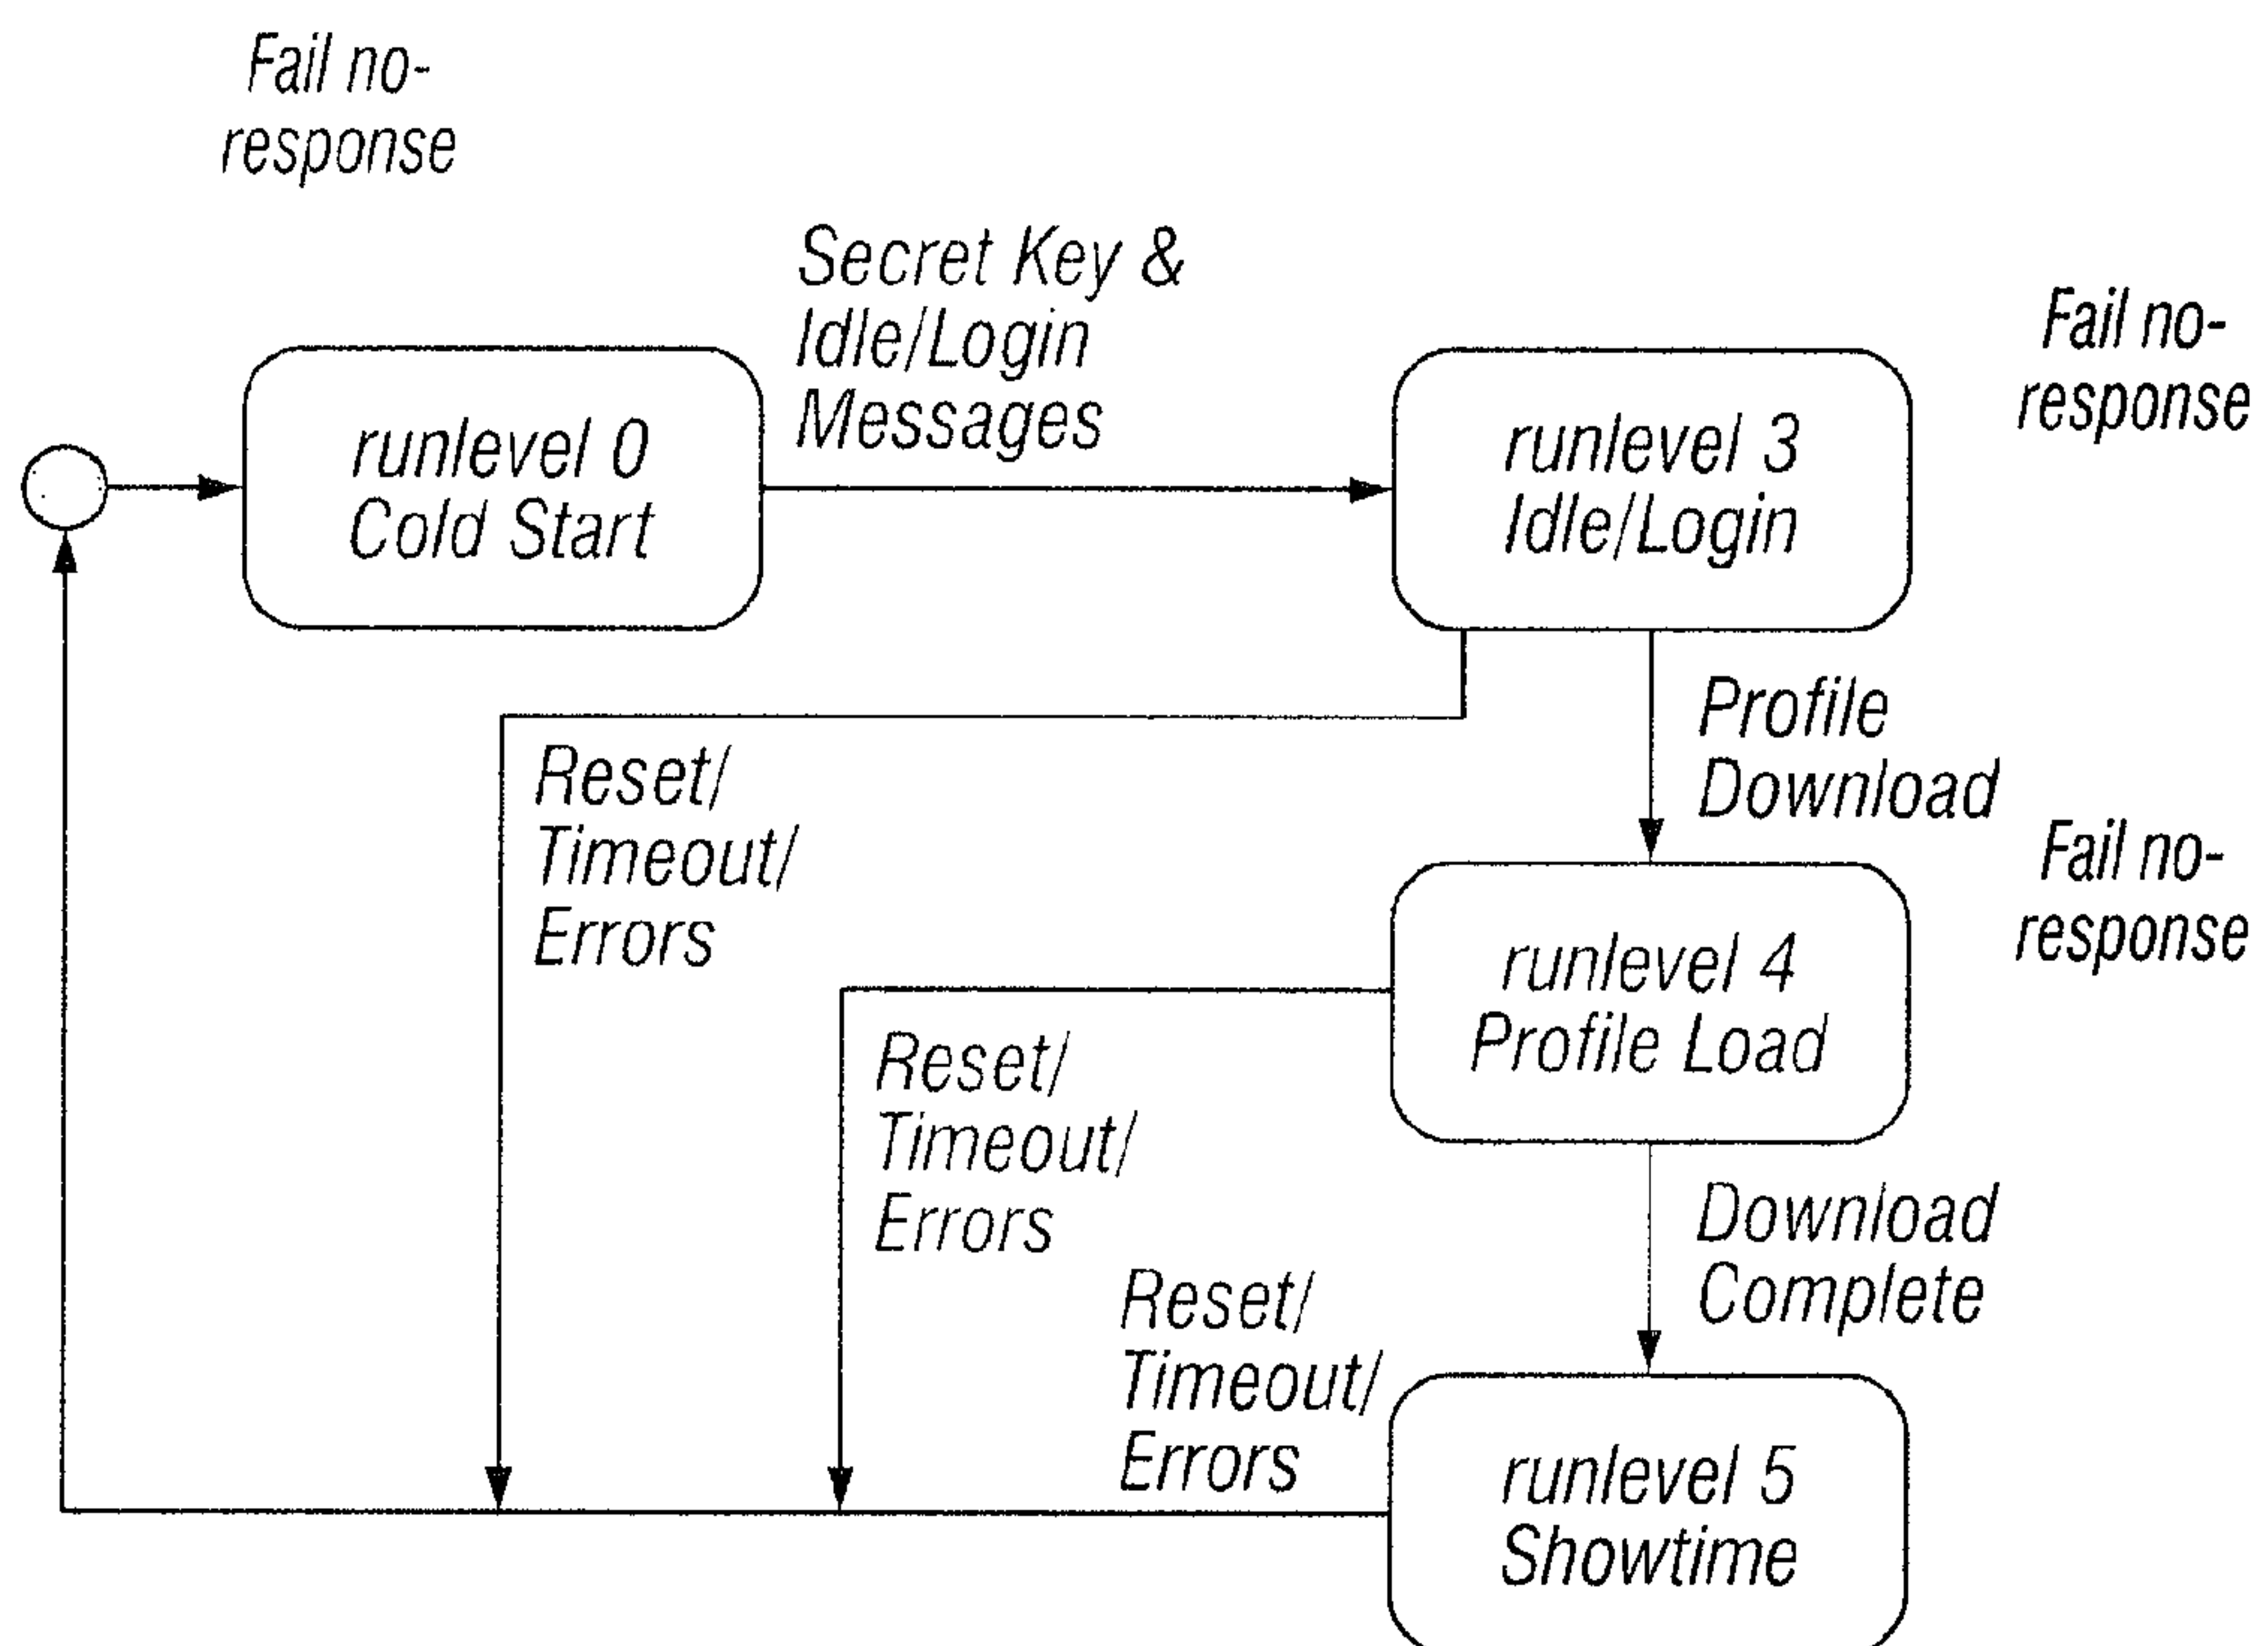 Fail no-
response
Secret Key &
Idle/Login
Messages
Fail no-
response
runlevel 0
Cold Start
runlevel 3
Idle/Login
Profile
Download
Reset/
Timeout/
Errors
Fail no-
response
runlevel 4
Profile Load
Reset/
Timeout/
Errors
Download
Complete
Reset/
Timeout/
Errors
runlevel 5
Showtime